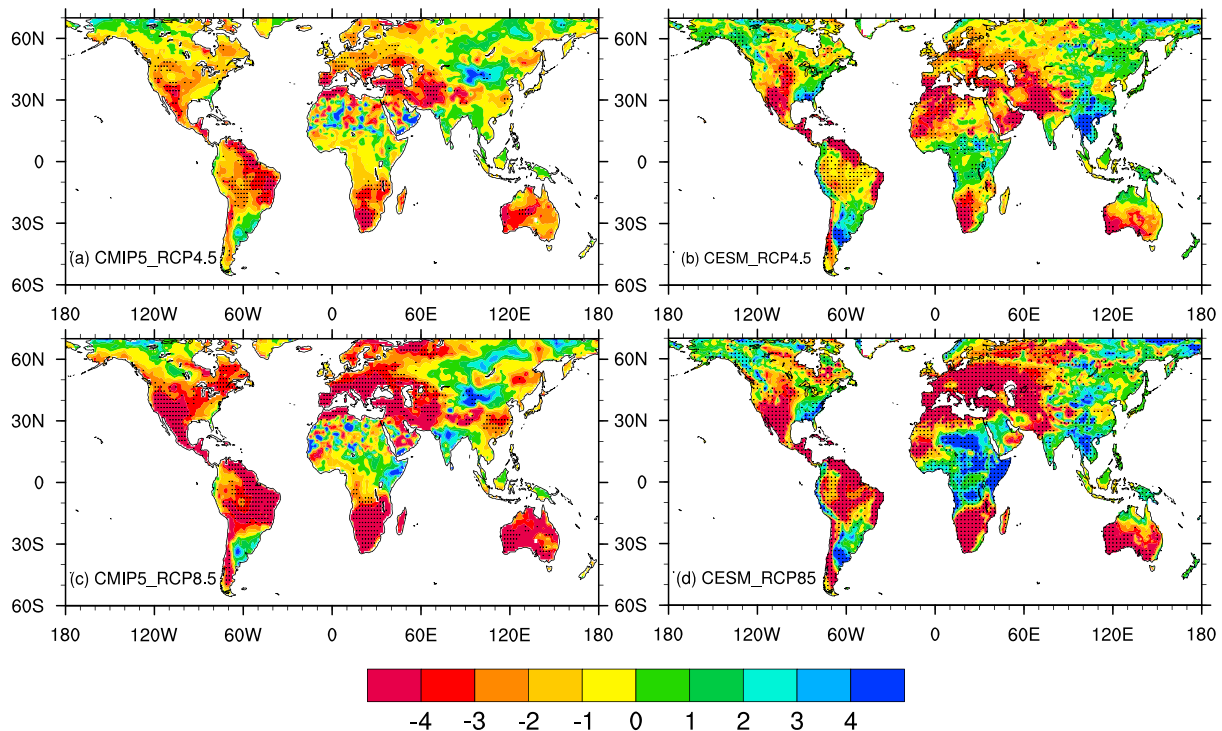 60N
30N
0
30S
60S
(a) CMIP5_RCP4.5
180 120W 60W 0 60E 120E 180
60N
30N
0
30S
60S
(b) CESM_RCP4.5
180 120W 60W 0 60E 120E 180
60N
30N
0
30S
60S
(c) CMIP5_RCP8.5
180 120W 60W 0 60E 120E 180
60N
30N
0
30S
60S
(d) CESM_RCP85
180 120W 60W 0 60E 120E 180
-4 -3 -2 -1 0 1 2 3 4